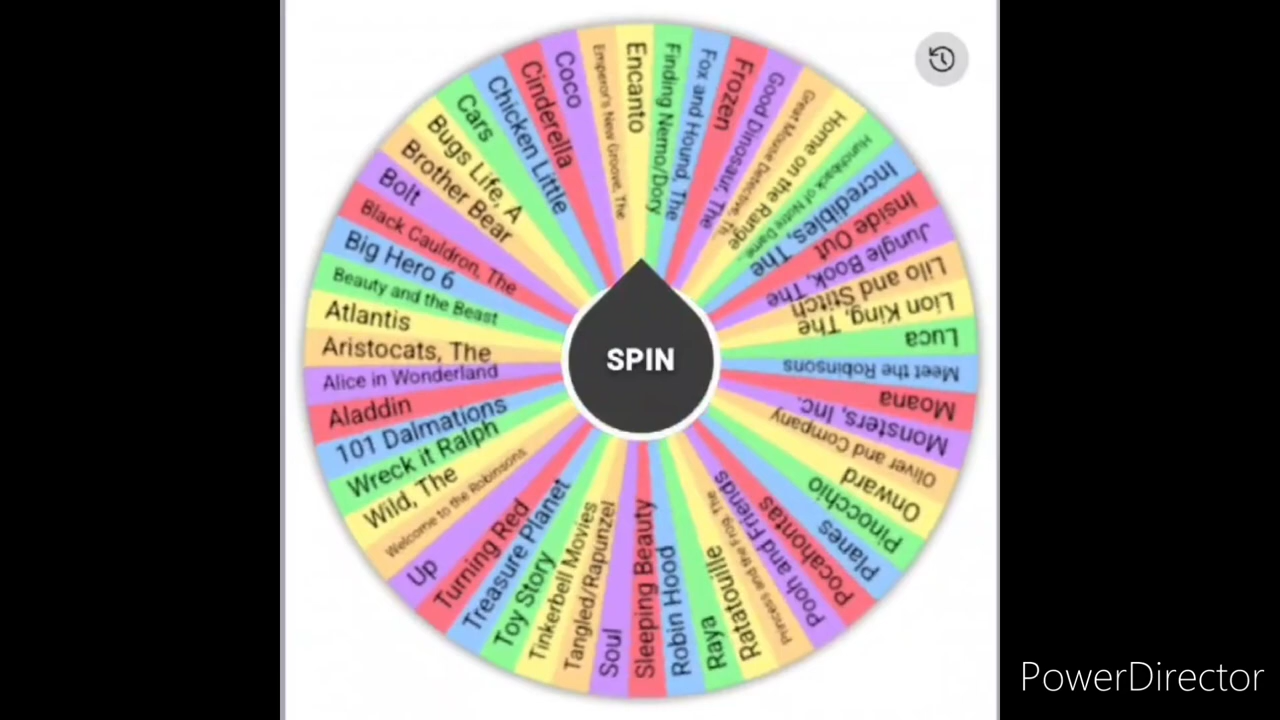 Encanto
Finding Nemo/Dory
Fox and Hound, The
Frozen
Good Dinosaur, The
Great Mouse Detective, Th..
Home on the Range
Hunchback of Notre Dame..
Incredibles, The
Inside Out
Jungle Book, The
Lilo and Stitch
Lion King, The
Luca
Meet the Robinsons
Moana
Monsters, Inc.
Oliver and Company
Onward
Pinocchio
Planes
Pocahontas
Pooh and Friends
Princess and the Frog, The
Ratatouille
Raya
Robin Hood
Sleeping Beauty
Soul
Tangled/Rapunzel
Tinkerbell Movies
Toy Story
Treasure Planet
Turning Red
Up
Welcome to the Robinsons
Wild, The
Wreck it Ralph
101 Dalmations
Aladdin
Alice in Wonderland
Aristocats, The
Atlantis
Beauty and the Beast
Big Hero 6
Black Cauldron, The
Bolt
Brother Bear
Bugs Life, A
Cars
Chicken Little
Cinderella
Coco
Emperor's New Groove, The
SPIN
PowerDirector